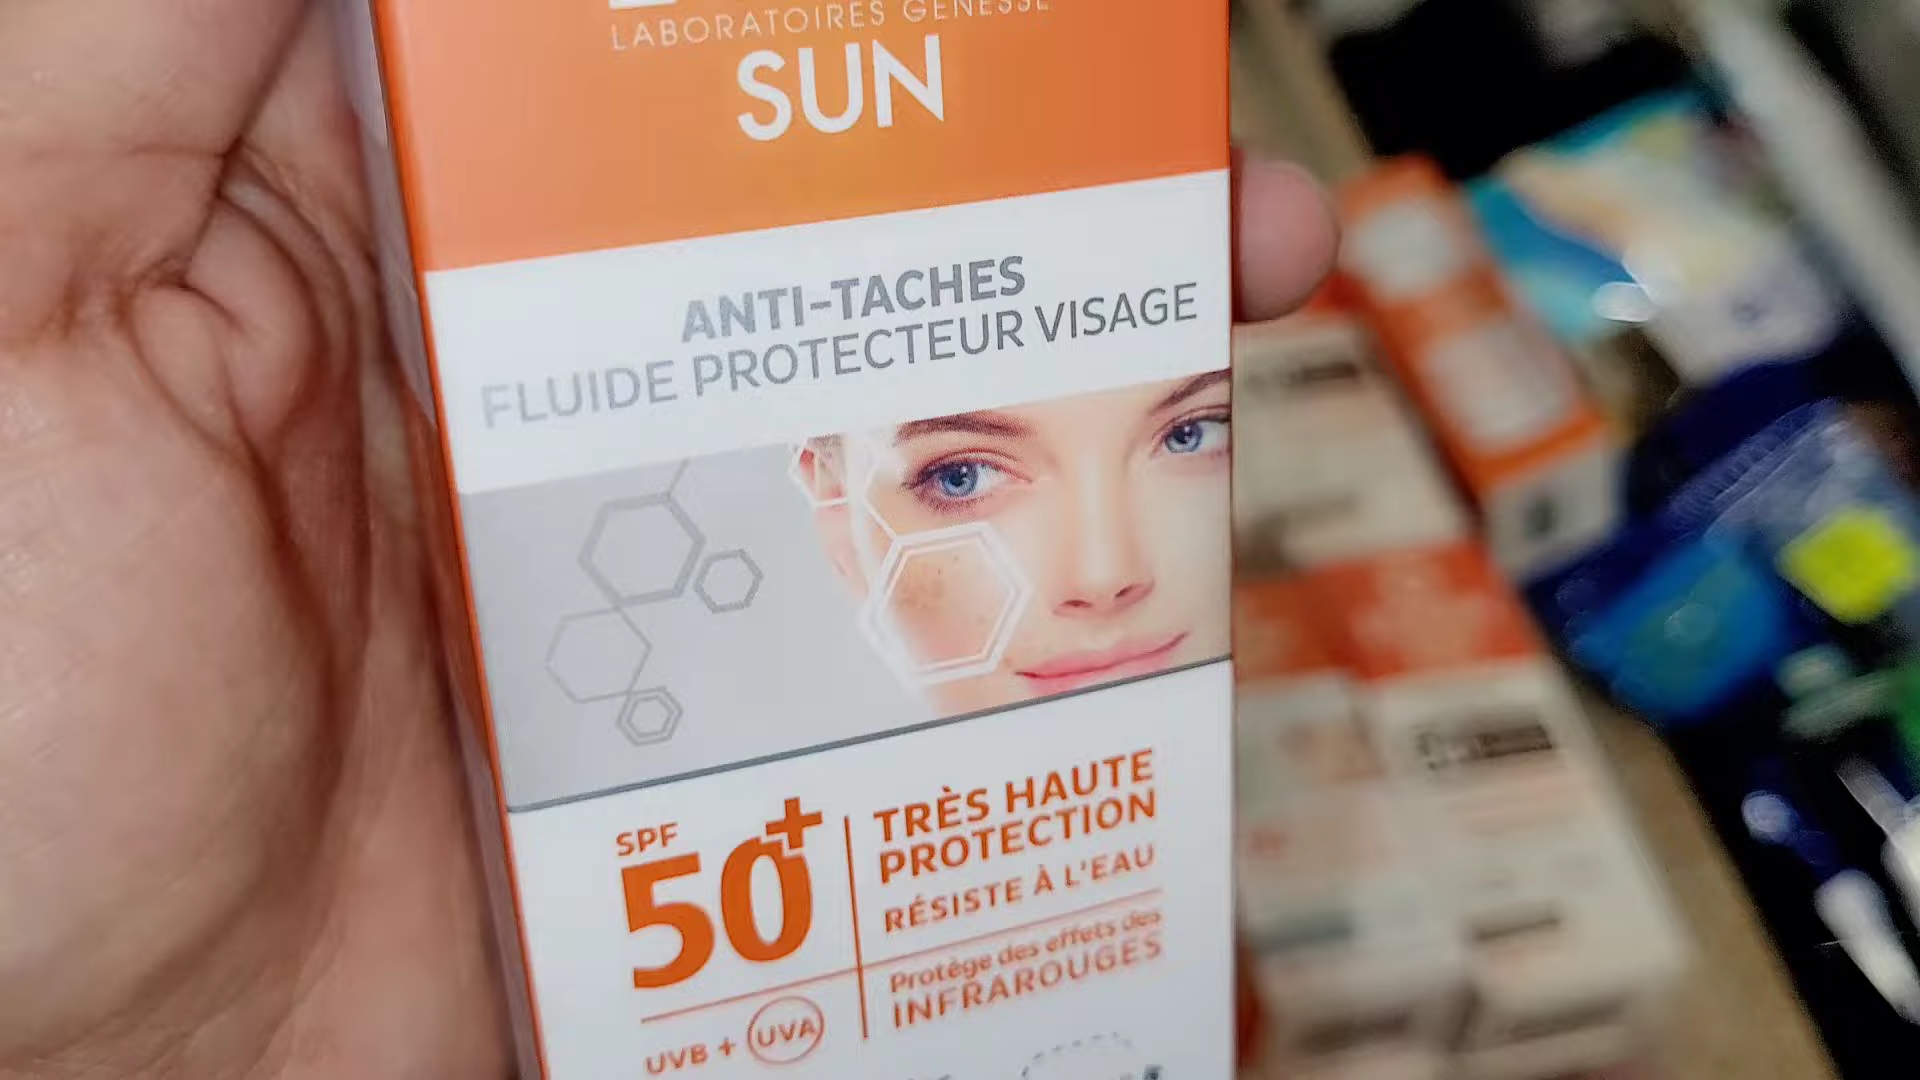 LABORATOIRES GENESSE
SUN
ANTI-TACHES
FLUIDE PROTECTEUR VISAGE
SPF
50+
TRÈS HAUTE
PROTECTION
RÉSISTE À L'EAU
Protège des effets des
INFRAROUGES
UVB + UVA